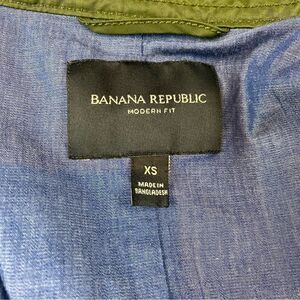 BANANA REPUBLIC
MODERN FIT
XS
MADE IN
BANGLADESH